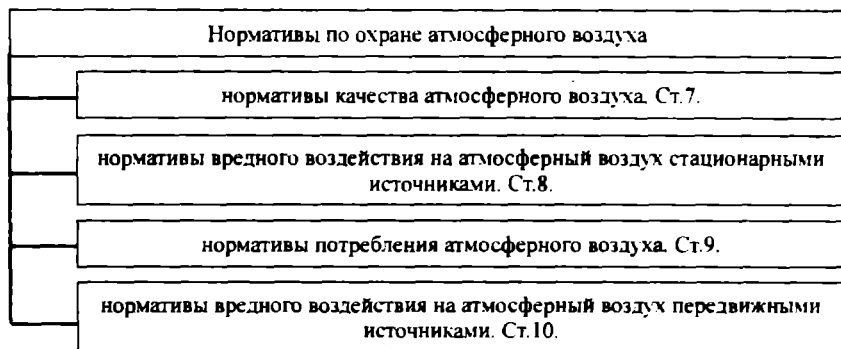 Нормативы по охране атмосферного воздуха
нормативы качества атмосферного воздуха. Ст.7.
нормативы вредного воздействия на атмосферный воздух стационарными
источниками. Ст.8.
нормативы потребления атмосферного воздуха. Ст.9.
нормативы вредного воздействия на атмосферный воздух передвижными
источниками. Ст.10.